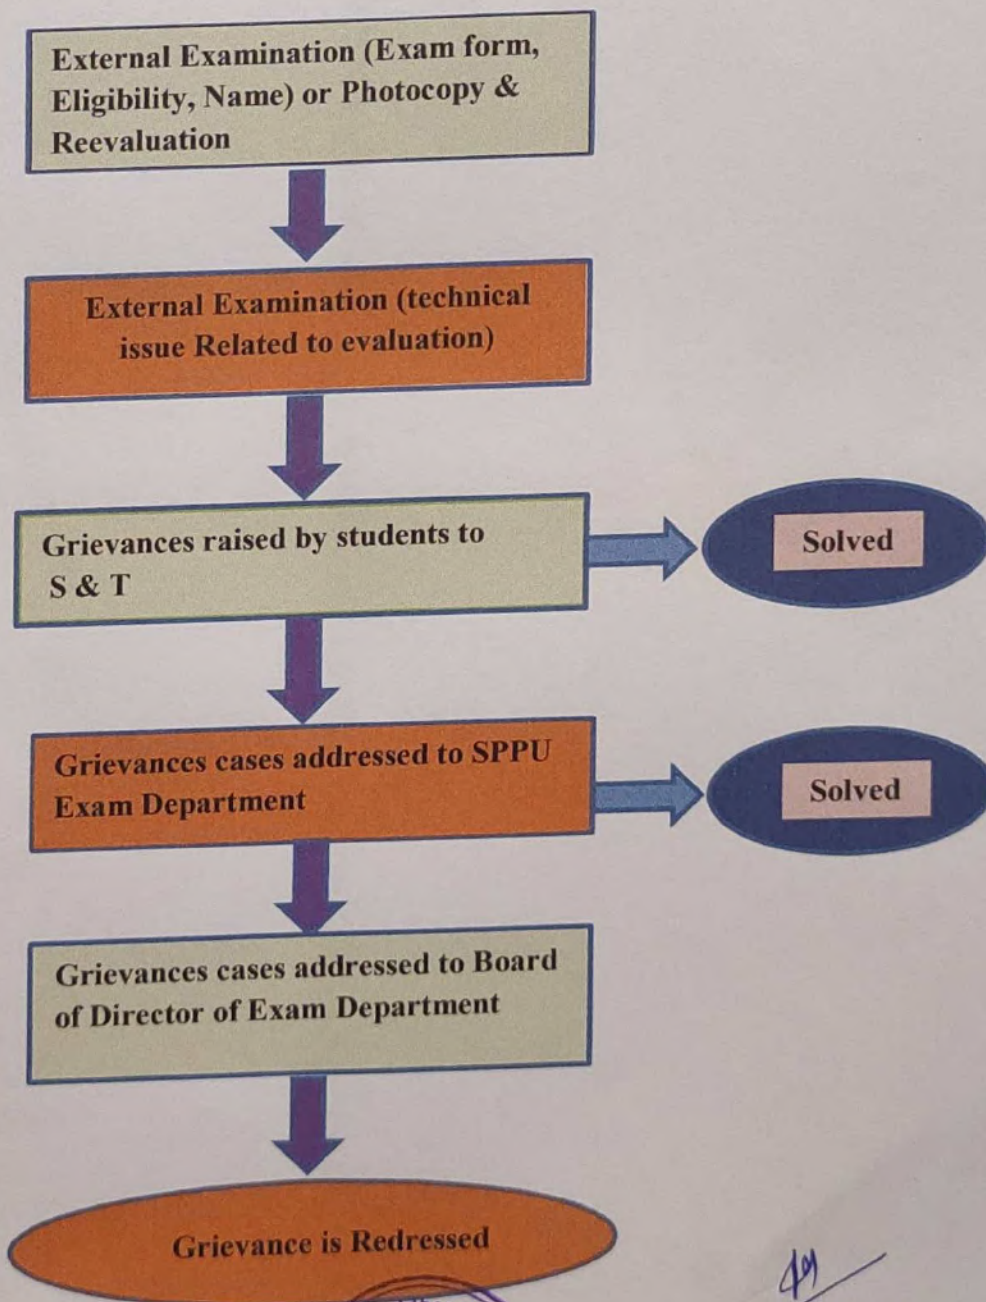 External Examination (Exam form,
Eligibility, Name) or Photocopy &
Reevaluation
External Examination (technical
issue Related to evaluation)
Grievances raised by students to
S & T
Solved
Grievances cases addressed to SPPU
Exam Department
Solved
Grievances cases addressed to Board
of Director of Exam Department
Grievance is Redressed